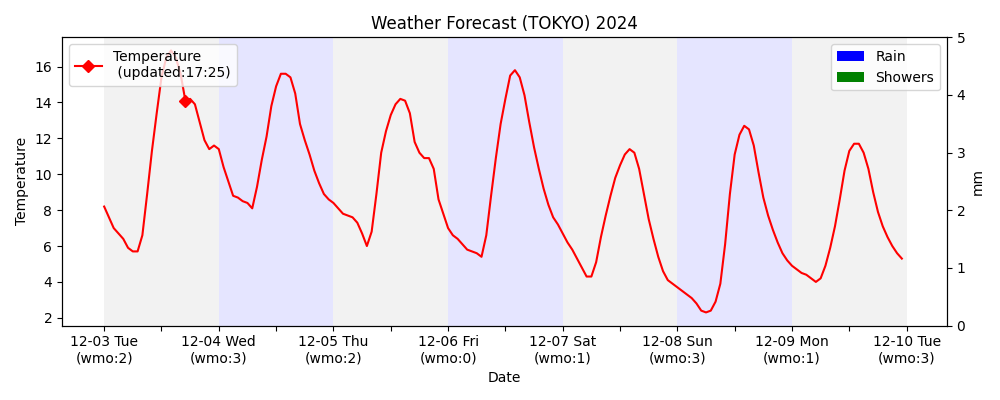 Weather Forecast (TOKYO) 2024
Temperature
(updated:17:25)
Rain
Showers
Temperature
16
14
12
10
8
6
4
2
5
4
3
2
1
0
mm
12-03 Tue
(wmo:2)
12-04 Wed
(wmo:3)
12-05 Thu
(wmo:2)
12-06 Fri
(wmo:0)
12-07 Sat
(wmo:1)
12-08 Sun
(wmo:3)
12-09 Mon
(wmo:1)
12-10 Tue
(wmo:3)
Date